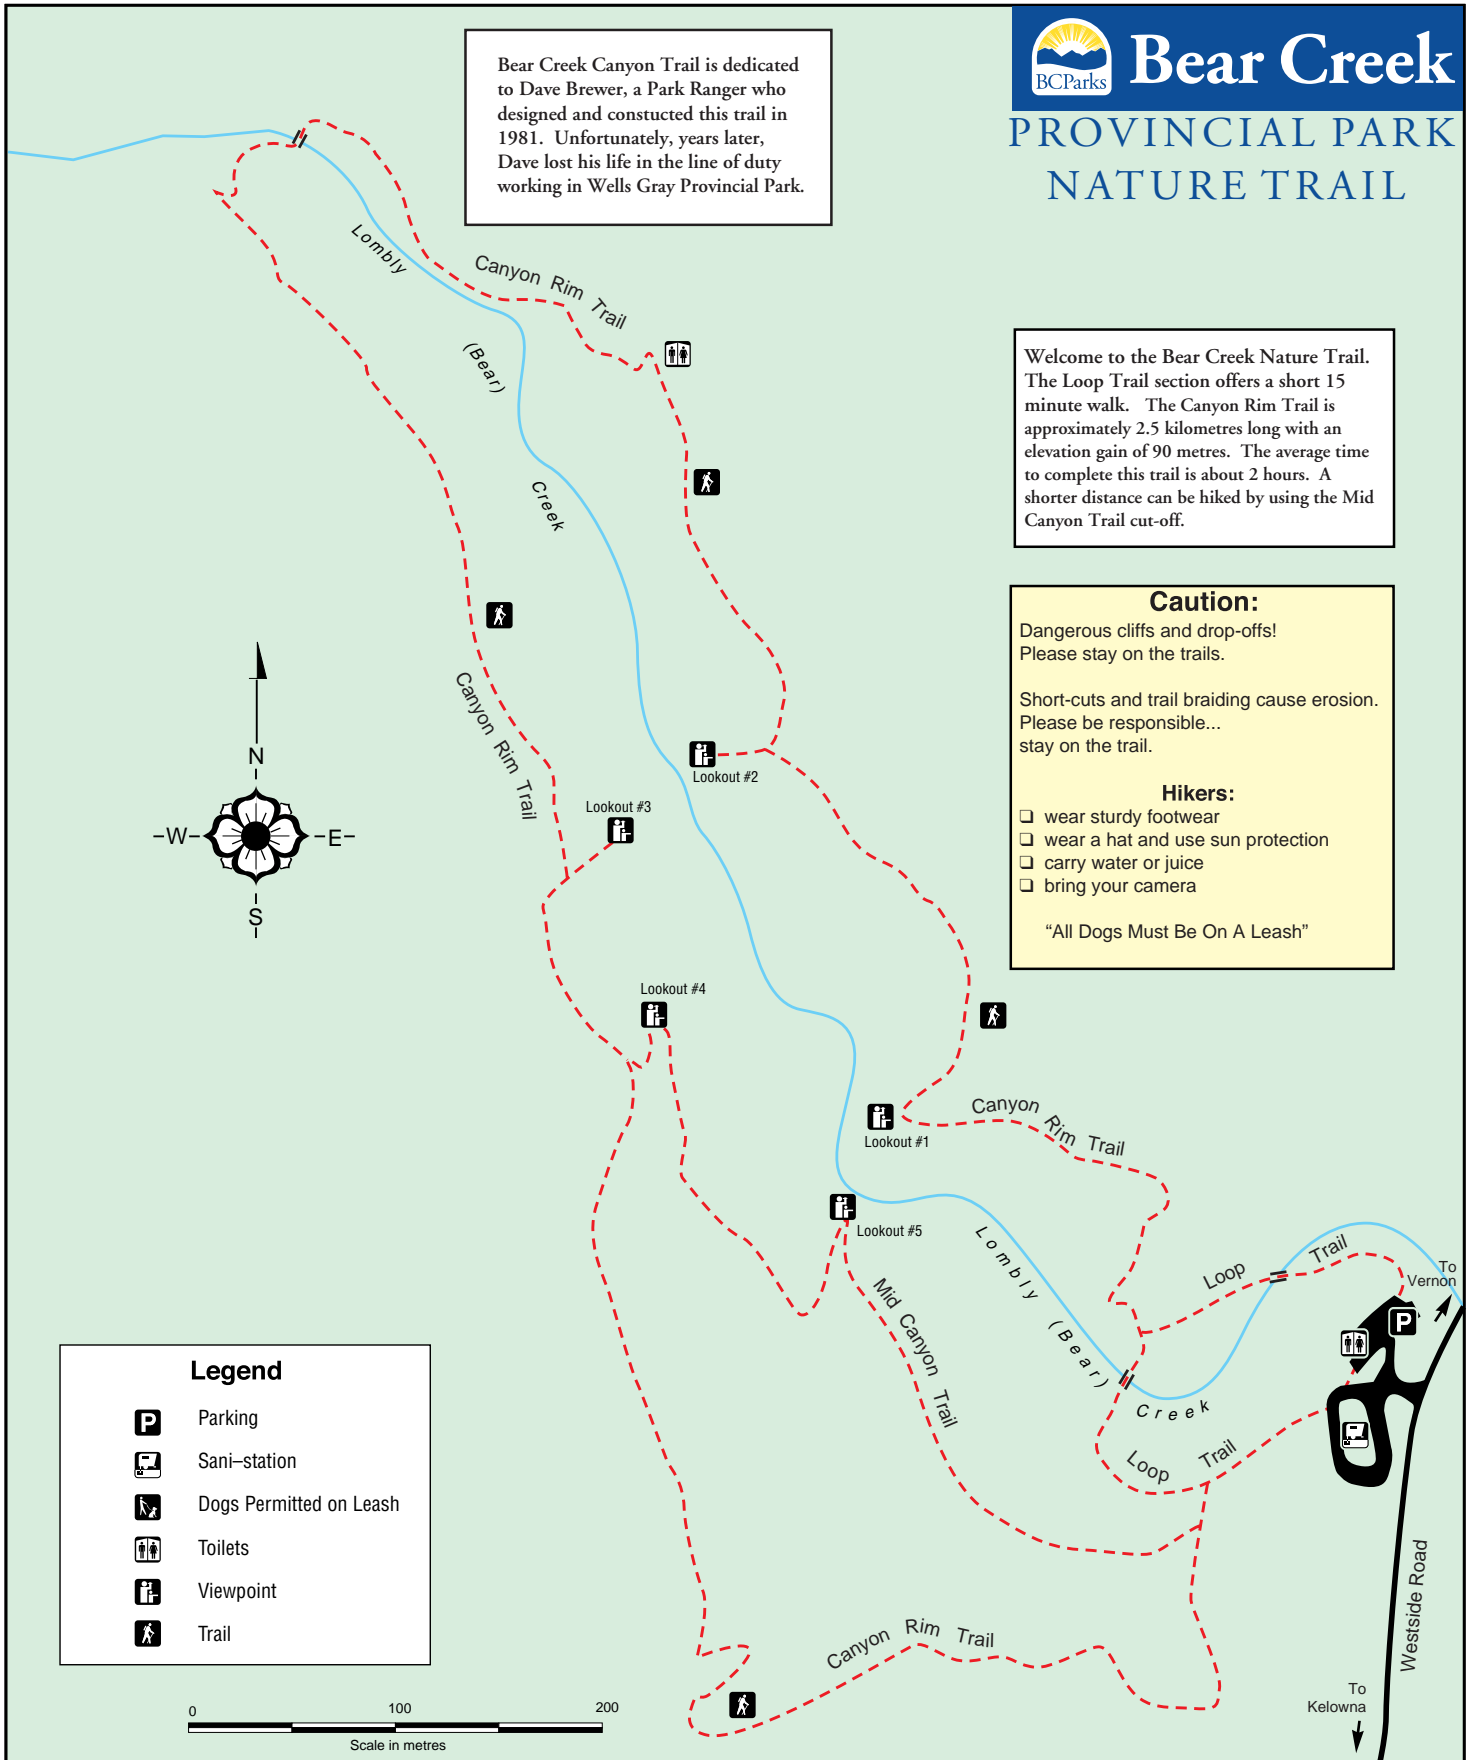 Bear Creek Canyon Trail is dedicated
to Dave Brewer, a Park Ranger who
designed and constucted this trail in
1981. Unfortunately, years later,
Dave lost his life in the line of duty
working in Wells Gray Provincial Park.
BCParks
Bear Creek
PROVINCIAL PARK
NATURE TRAIL
Lombly
(Bear)
Creek
Canyon Rim Trail
Welcome to the Bear Creek Nature Trail.
The Loop Trail section offers a short 15
minute walk. The Canyon Rim Trail is
approximately 2.5 kilometres long with an
elevation gain of 90 metres. The average time
to complete this trail is about 2 hours. A
shorter distance can be hiked by using the Mid
Canyon Trail cut-off.
Caution:
Dangerous cliffs and drop-offs!
Please stay on the trails.
Short-cuts and trail braiding cause erosion.
Please be responsible...
stay on the trail.
Hikers:
❏ wear sturdy footwear
❏ wear a hat and use sun protection
❏ carry water or juice
❏ bring your camera
“All Dogs Must Be On A Leash”
N
W
E
S
Canyon Rim Trail
Lookout #2
Lookout #3
Lookout #4
Lookout #1
Canyon Rim Trail
Lookout #5
Lombly
(Bear)
Creek
Mid Canyon Trail
Loop Trail
To
Vernon
P
Loop Trail
Westside Road
To
Kelowna
Canyon Rim Trail
Legend
P Parking
Sani–station
Dogs Permitted on Leash
Toilets
Viewpoint
Trail
0 100 200
Scale in metres